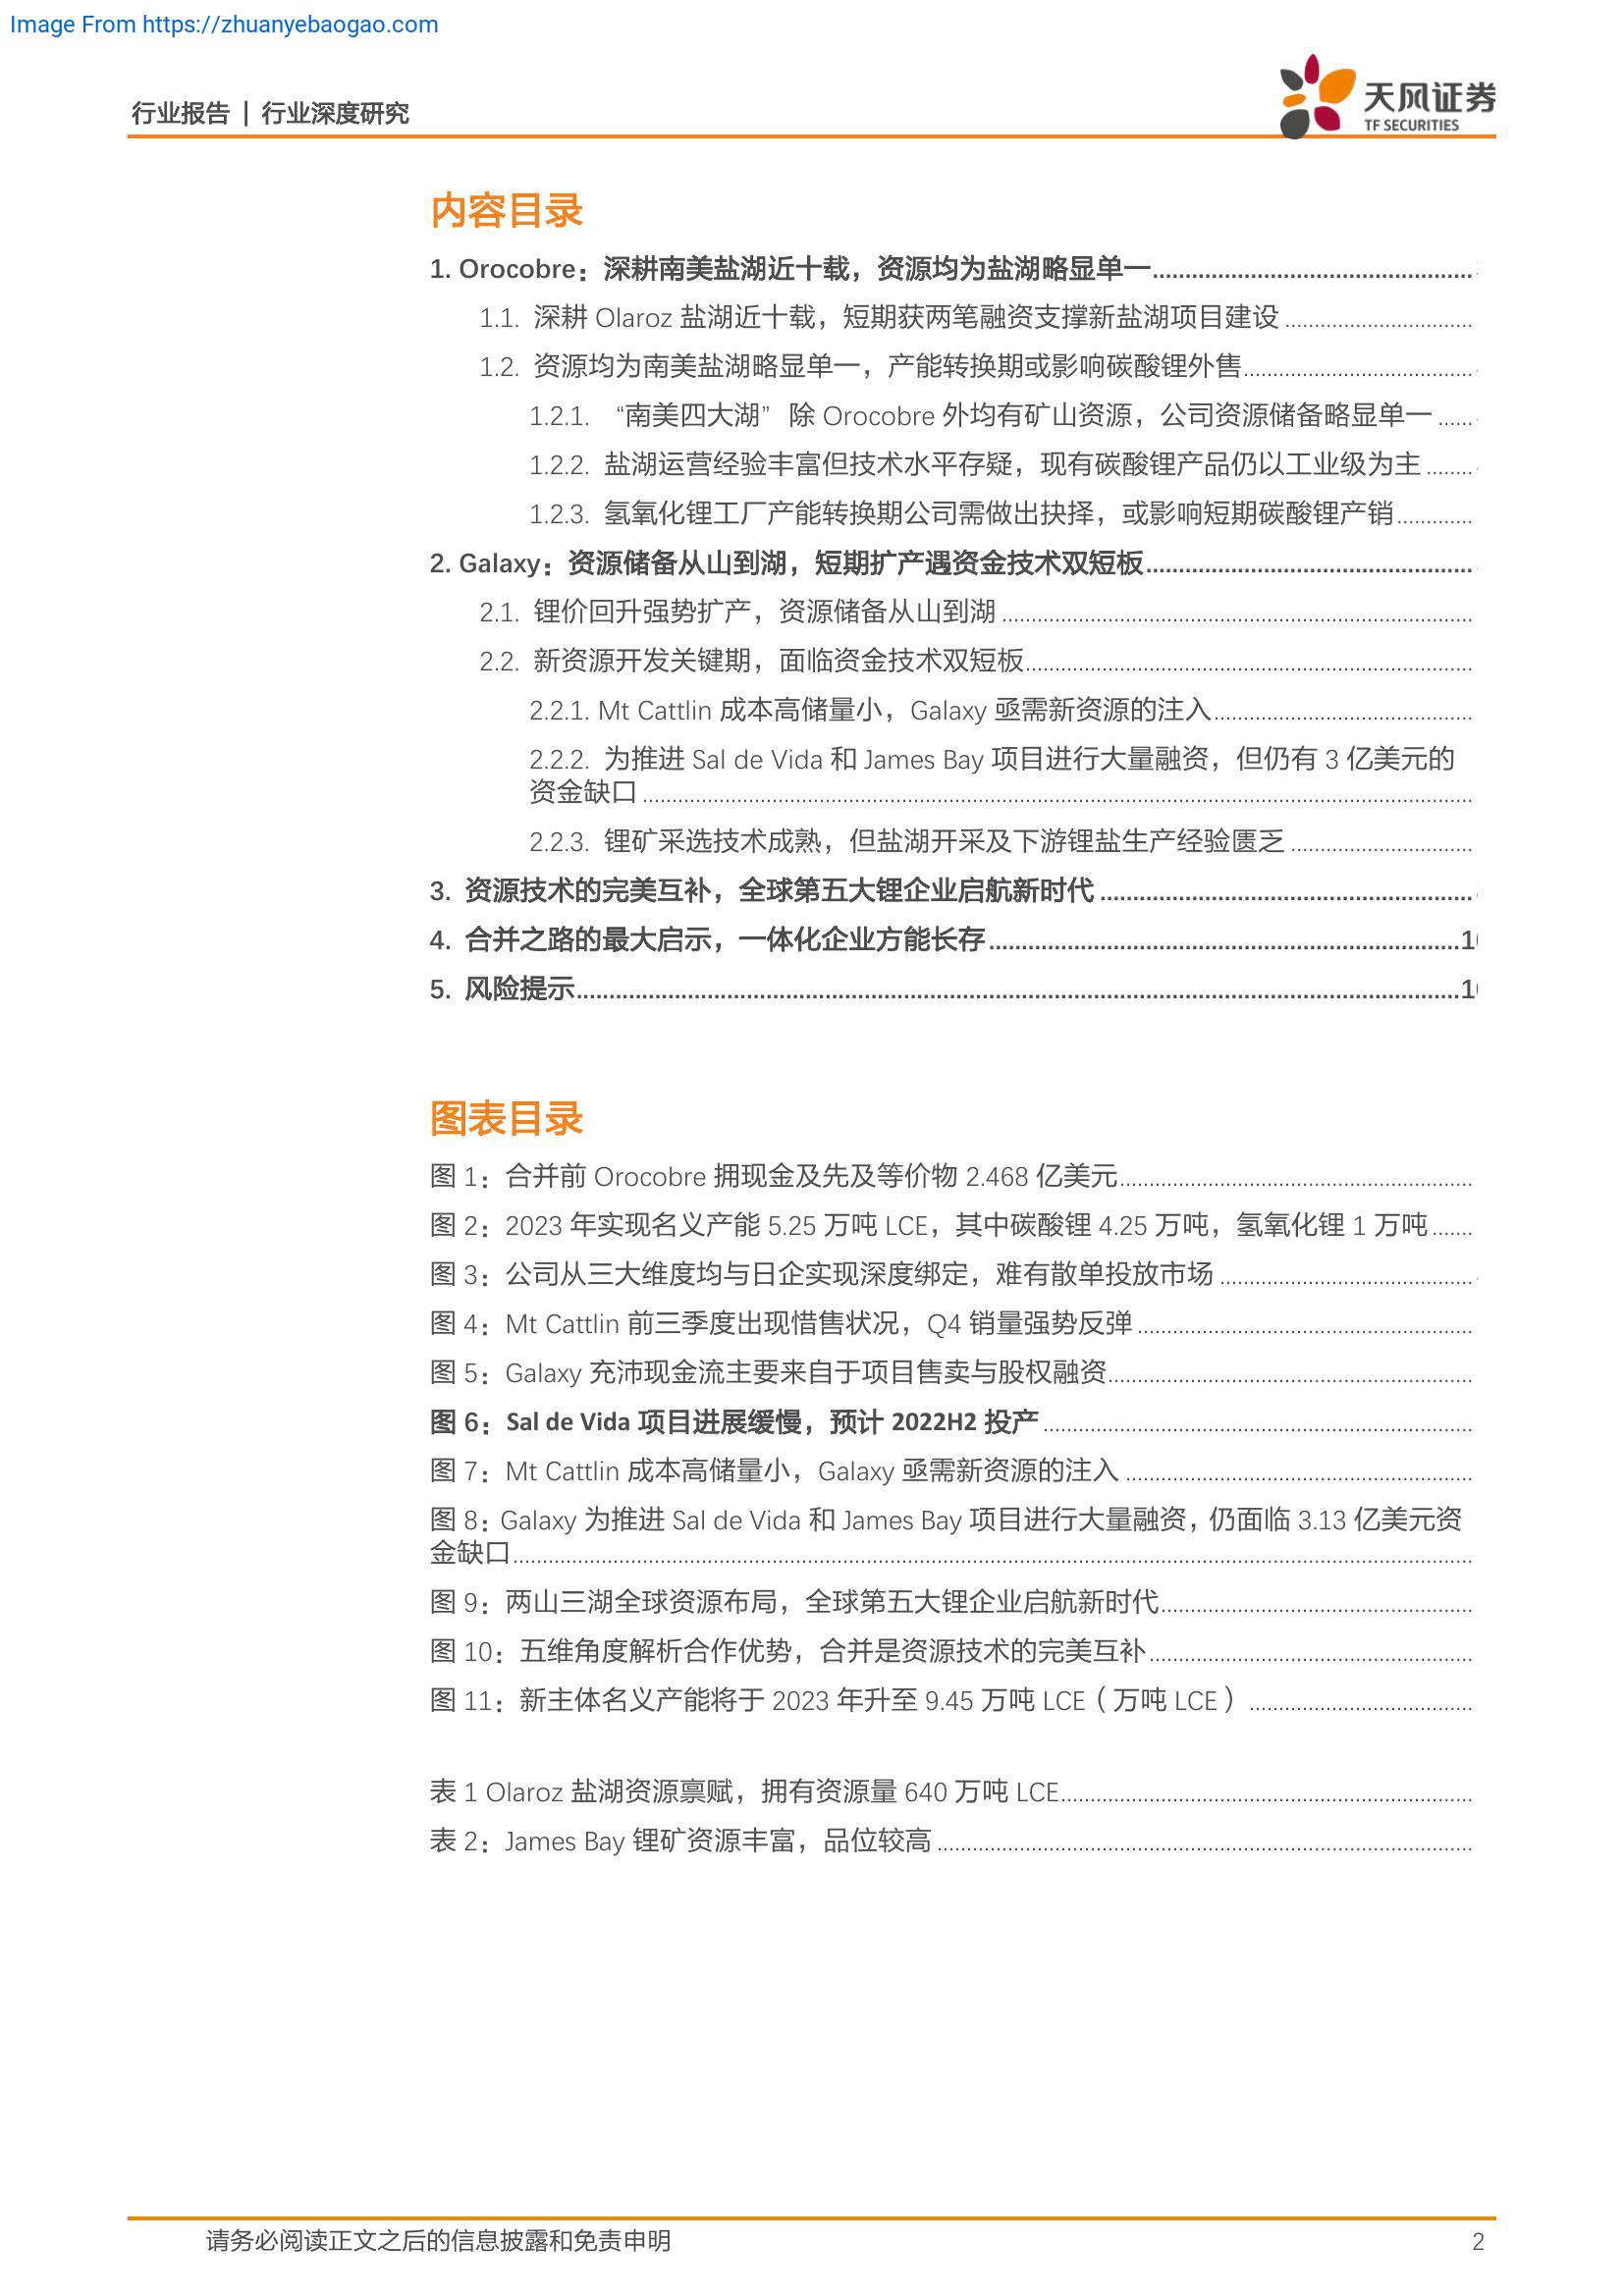 Image From https://zhuanyebaogao.com
行业报告 | 行业深度研究
天风证券
TF SECURITIES
内容目录
1. Orocobre：深耕南美盐湖近十载，资源均为盐湖略显单一
1.1. 深耕 Olaroz 盐湖近十载，短期获两笔融资支撑新盐湖项目建设
1.2. 资源均为南美盐湖略显单一，产能转换期或影响碳酸锂外售
1.2.1. “南美四大湖” 除 Orocobre 外均有矿山资源，公司资源储备略显单一
1.2.2. 盐湖运营经验丰富但技术水平存疑，现有碳酸锂产品仍以工业级为主
1.2.3. 氢氧化锂工厂产能转换期公司需做出抉择，或影响短期碳酸锂产销
2. Galaxy：资源储备从山到湖，短期扩产遇资金技术双短板
2.1. 锂价回升强势扩产，资源储备从山到湖
2.2. 新资源开发关键期，面临资金技术双短板
2.2.1. Mt Cattlin 成本高储量小，Galaxy 亟需新资源的注入
2.2.2. 为推进 Sal de Vida 和 James Bay 项目进行大量融资，但仍有 3 亿美元的
资金缺口
2.2.3. 锂矿采选技术成熟，但盐湖开采及下游锂盐生产经验匮乏
3. 资源技术的完美互补，全球第五大锂企业启航新时代
4. 合并之路的最大启示，一体化企业方能长存
5. 风险提示
图表目录
图 1：合并前 Orocobre 拥现金及先及等价物 2.468 亿美元
图 2：2023 年实现名义产能 5.25 万吨 LCE，其中碳酸锂 4.25 万吨，氢氧化锂 1 万吨
图 3：公司从三大维度均与日企实现深度绑定，难有散单投放市场
图 4：Mt Cattlin 前三季度出现惜售状况，Q4 销量强势反弹
图 5：Galaxy 充沛现金流主要来自于项目售卖与股权融资
图 6：Sal de Vida 项目进展缓慢，预计 2022H2 投产
图 7：Mt Cattlin 成本高储量小，Galaxy 亟需新资源的注入
图 8：Galaxy 为推进 Sal de Vida 和 James Bay 项目进行大量融资，仍面临 3.13 亿美元资
金缺口
图 9：两山三湖全球资源布局，全球第五大锂企业启航新时代
图 10：五维角度解析合作优势，合并是资源技术的完美互补
图 11：新主体名义产能将于 2023 年升至 9.45 万吨 LCE（万吨 LCE）
表 1 Olaroz 盐湖资源禀赋，拥有资源量 640 万吨 LCE
表 2：James Bay 锂矿资源丰富，品位较高
请务必阅读正文之后的信息披露和免责申明
2